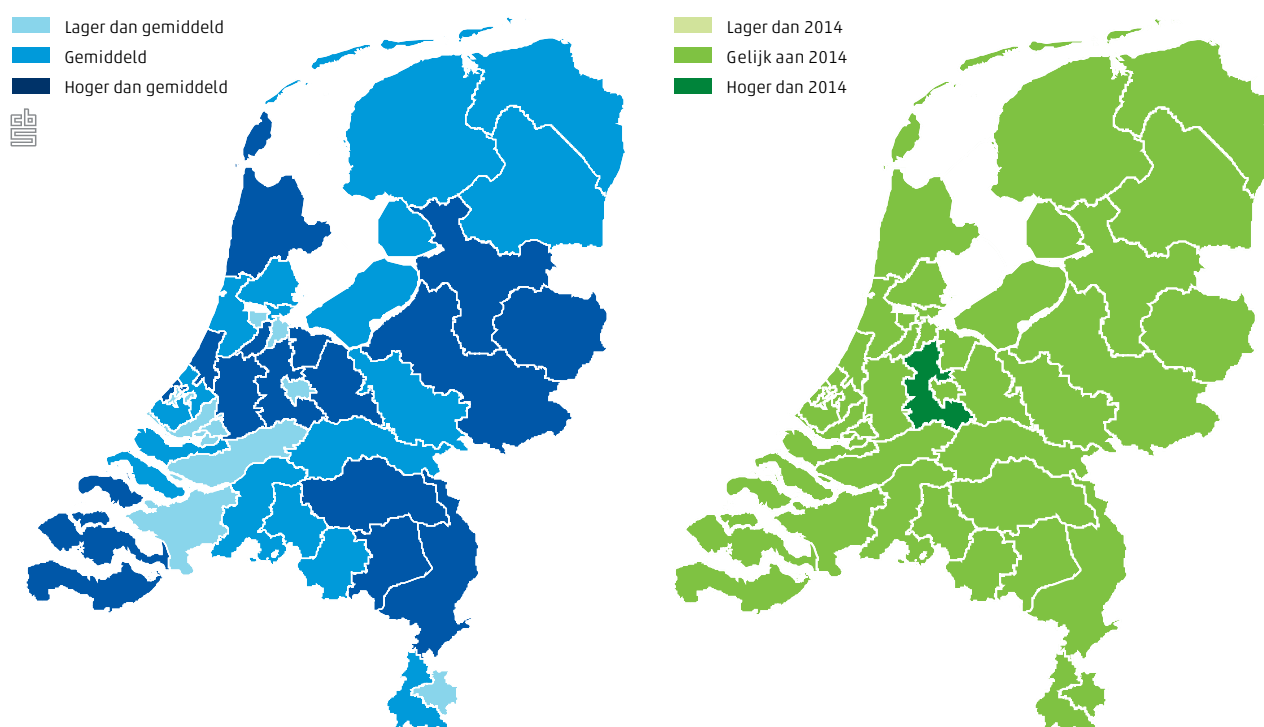 Lager dan gemiddeld
Gemiddeld
Hoger dan gemiddeld
cbs
Lager dan 2014
Gelijk aan 2014
Hoger dan 2014